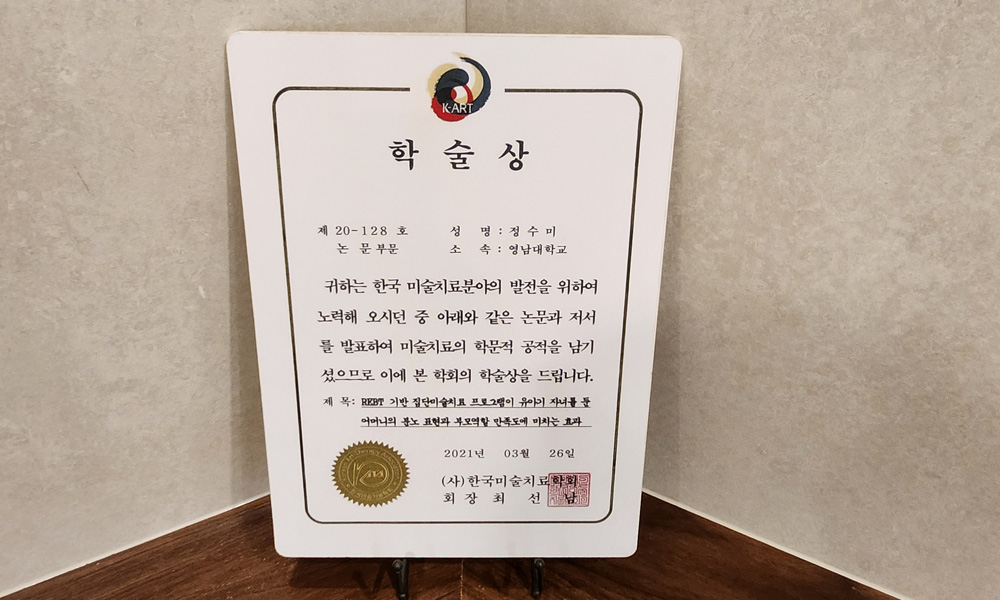 K·ART
학 술 상
제 20-128 호 성 명 : 정 수 미
논 문 부문 소 속 : 영남대학교
귀하는 한국 미술치료분야의 발전을 위하여
노력해 오시던 중 아래와 같은 논문과 저서
를 발표하여 미술치료의 학문적 공적을 남기
셨으므로 이에 본 학회의 학술상을 드립니다.
제 목: REBT 기반 집단미술치료 프로그램이 유아기 자녀를 둔
어머니의 분노 표현과 부모역할 만족도에 미치는 효과
2021년 03월 26일
(사)한국미술치료학회
회 장 최 선 남